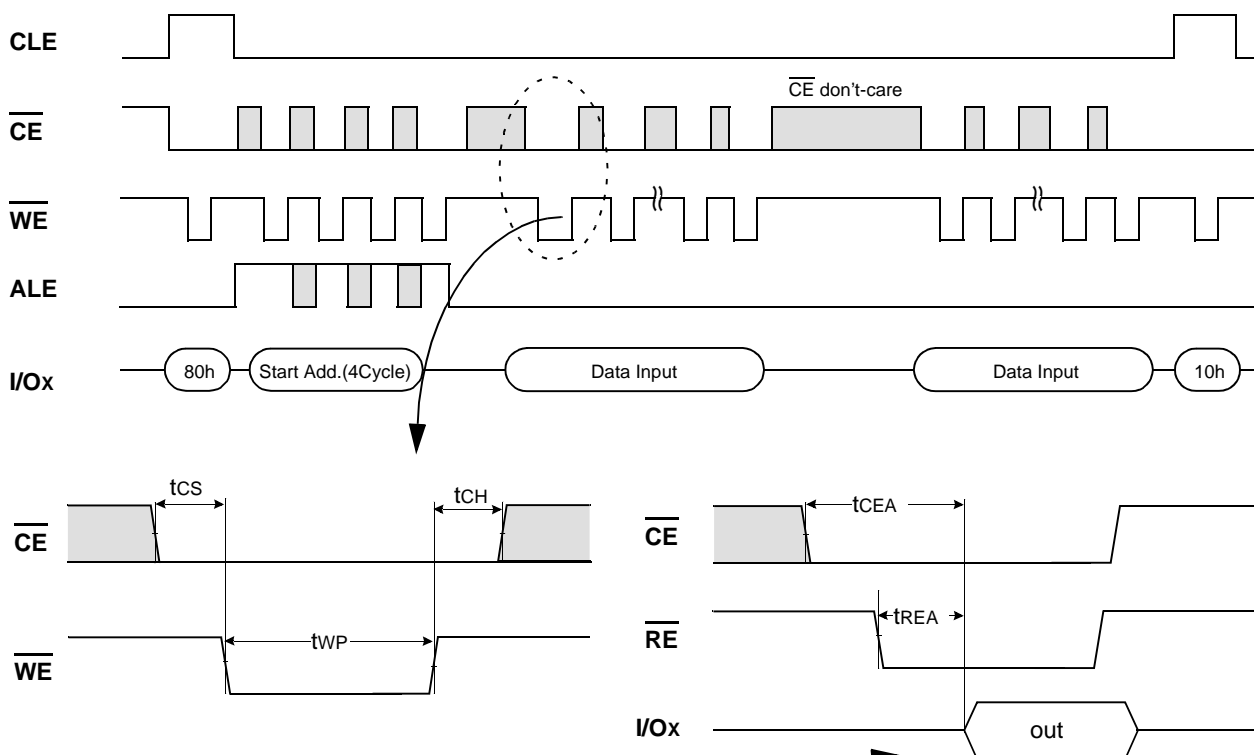 CLE
CE don't-care
CE
WE
ALE
I/Ox
80h
Start Add.(4Cycle)
Data Input
Data Input
10h
tCS
tCH
CE
tWP
WE
tCEA
CE
tREA
RE
I/Ox
out